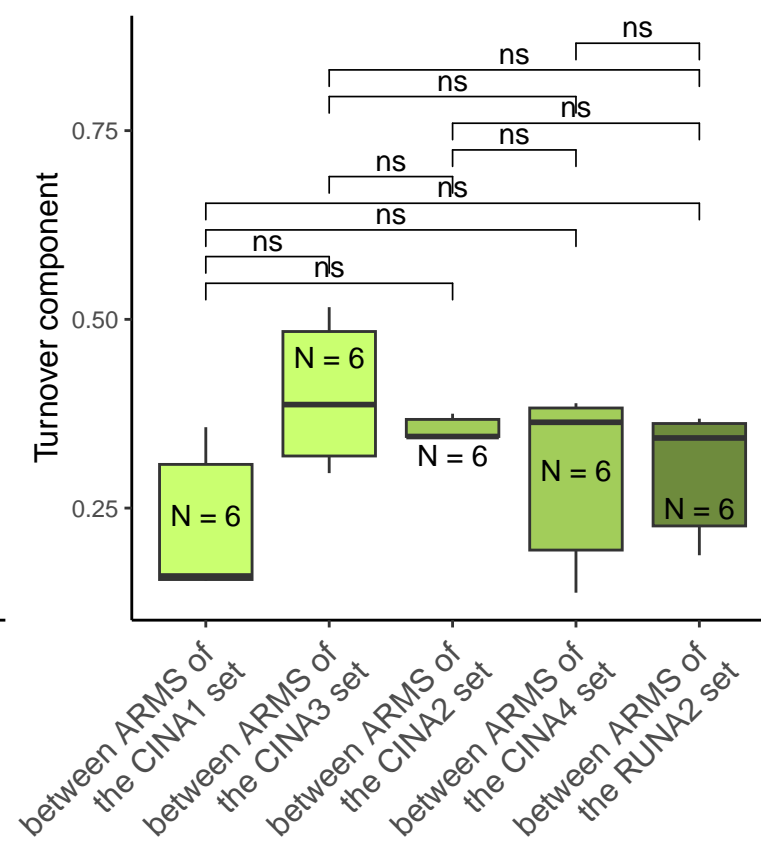 ns
ns
ns
ns
ns
ns
ns
ns
ns
ns
0.75
0.50
0.25
Turnover component
N = 6
N = 6
N = 6
N = 6
N = 6
between ARMS of
the CINA1 set
between ARMS of
the CINA3 set
between ARMS of
the CINA2 set
between ARMS of
the CINA4 set
between ARMS of
the RUNA2 set